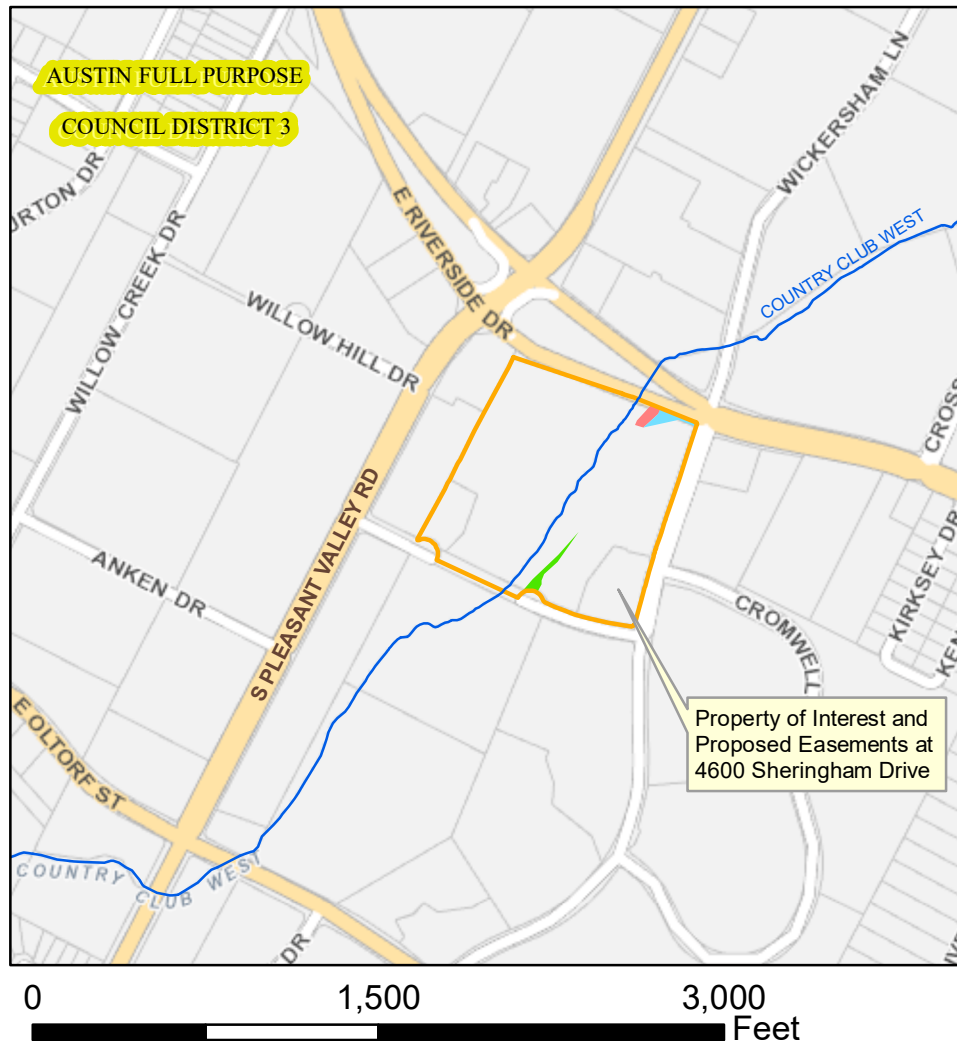 AUSTIN FULL PURPOSE
COUNCIL DISTRICT 3
URTON DR
WILLOW CREEK DR
WILLOW HILL DR
E RIVERSIDE DR
WICKERSHAM LN
COUNTRY CLUB WEST
CROSS
KIRKSEY DR
KEN
CROMWELL
ANKEN DR
S PLEASANT VALLEY RD
E OLTORF ST
COUNTRY CLUB WEST
DR
Property of Interest and
Proposed Easements at
4600 Sheringham Drive
0 1,500 3,000
Feet